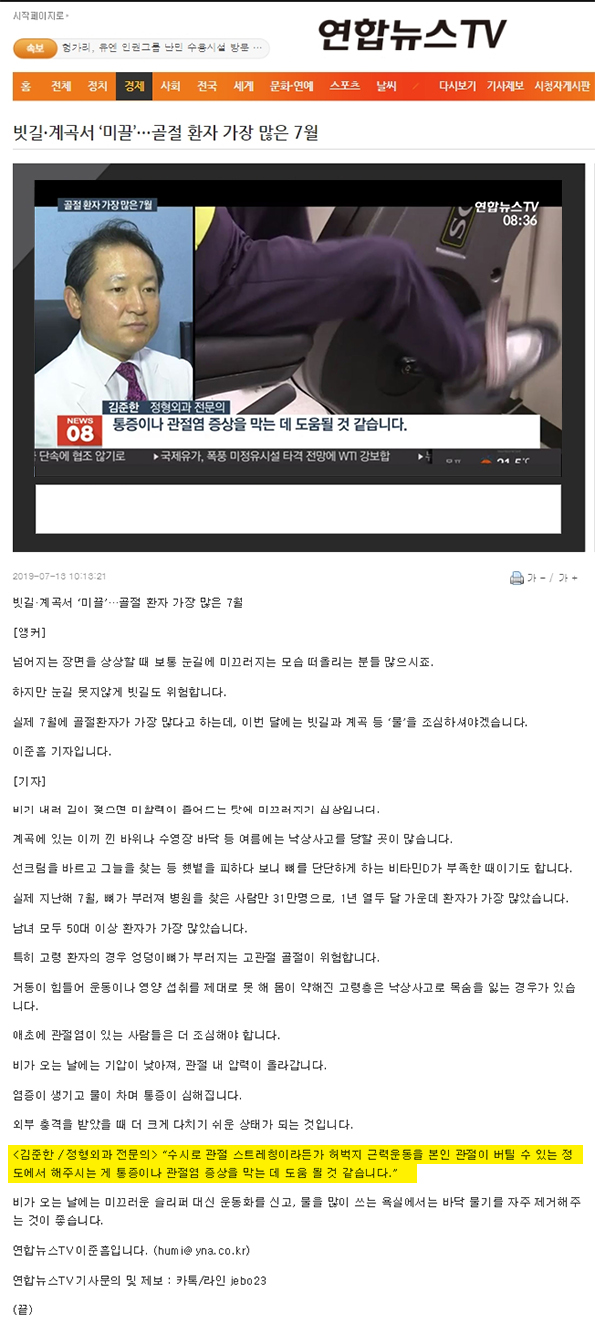 시작페이지로+
연합뉴스TV
속보 헝가리, 유엔 인권그룹 난민 수용시설 방문 …
홈 전체 정치 경제 사회 전국 세계 문화·연예 스포츠 날씨 다시보기 기사제보 시청자게시판
빗길·계곡서 ‘미끌’…골절 환자 가장 많은 7월
골절 환자 가장 많은 7월
연합뉴스TV
08:36
김준한 정형외과 전문의
NEWS 08
통증이나 관절염 증상을 막는 데 도움될 것 같습니다.
단속에 협조 않기로 ▶국제유가, 폭풍 미정유시설 타격 전망에 WTI 강보합 ▶
21.5℃
2019-07-13 10:13:21
가 - / 가 +
빗길·계곡서 ‘미끌’…골절 환자 가장 많은 7월
[앵커]
넘어지는 장면을 상상할 때 보통 눈길에 미끄러지는 모습 떠올리는 분들 많으시죠.
하지만 눈길 못지않게 빗길도 위험합니다.
실제 7월에 골절환자가 가장 많다고 하는데, 이번 달에는 빗길과 계곡 등 ‘물’을 조심하셔야겠습니다.
이준흠 기자입니다.
[기자]
비가 내려 길이 젖으면 마찰력이 줄어드는 탓에 미끄러지기 십상입니다.
계곡에 있는 이끼 낀 바위나 수영장 바닥 등 여름에는 낙상사고를 당할 곳이 많습니다.
선크림을 바르고 그늘을 찾는 등 햇볕을 피하다 보니 뼈를 단단하게 하는 비타민D가 부족한 때이기도 합니다.
실제 지난해 7월, 뼈가 부러져 병원을 찾은 사람만 31만명으로, 1년 열두 달 가운데 환자가 가장 많았습니다.
남녀 모두 50대 이상 환자가 가장 많았습니다.
특히 고령 환자의 경우 엉덩이뼈가 부러지는 고관절 골절이 위험합니다.
거동이 힘들어 운동이나 영양 섭취를 제대로 못 해 몸이 약해진 고령층은 낙상사고로 목숨을 잃는 경우가 있습
니다.
애초에 관절염이 있는 사람들은 더 조심해야 합니다.
비가 오는 날에는 기압이 낮아져, 관절 내 압력이 올라갑니다.
염증이 생기고 물이 차며 통증이 심해집니다.
외부 충격을 받았을 때 더 크게 다치기 쉬운 상태가 되는 것입니다.
<김준한 / 정형외과 전문의> “수시로 관절 스트레칭이라든가 허벅지 근력운동을 본인 관절이 버틸 수 있는 정
도에서 해주시는 게 통증이나 관절염 증상을 막는 데 도움 될 것 같습니다.”
비가 오는 날에는 미끄러운 슬리퍼 대신 운동화를 신고, 물을 많이 쓰는 욕실에서는 바닥 물기를 자주 제거해주
는 것이 좋습니다.
연합뉴스TV 이준흠입니다. (humi@yna.co.kr)
연합뉴스TV 기사문의 및 제보 : 카톡/라인 jebo23
(끝)